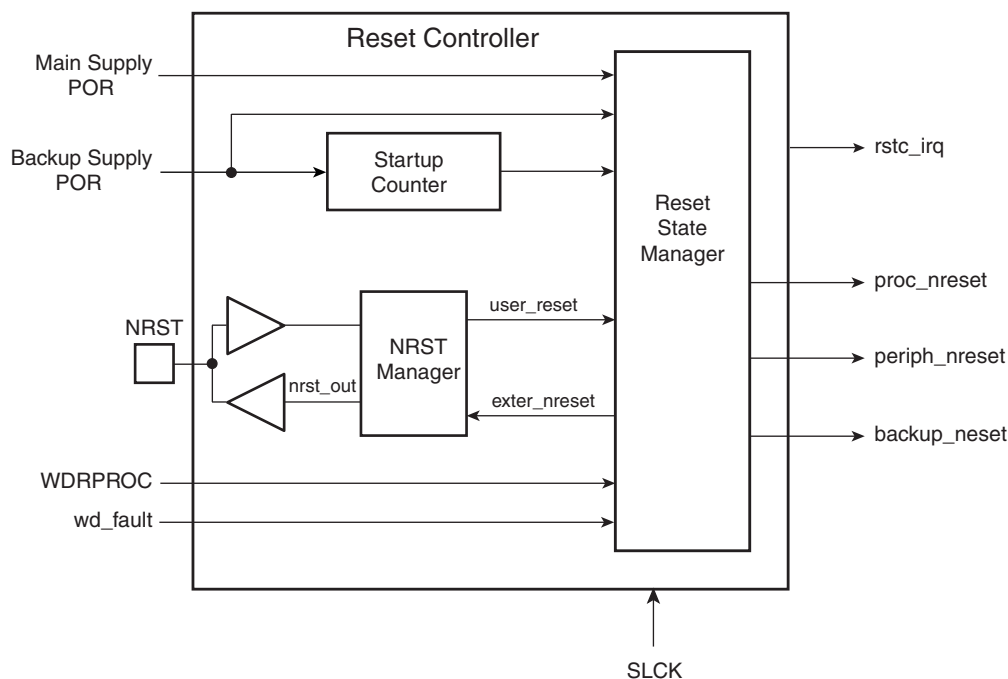 Reset Controller
Main Supply
POR
Backup Supply
POR
Startup
Counter
Reset
State
Manager
rstc_irq
proc_nreset
periph_nreset
backup_neset
NRST
NRST
Manager
user_reset
nrst_out
exter_nreset
WDRPROC
wd_fault
SLCK